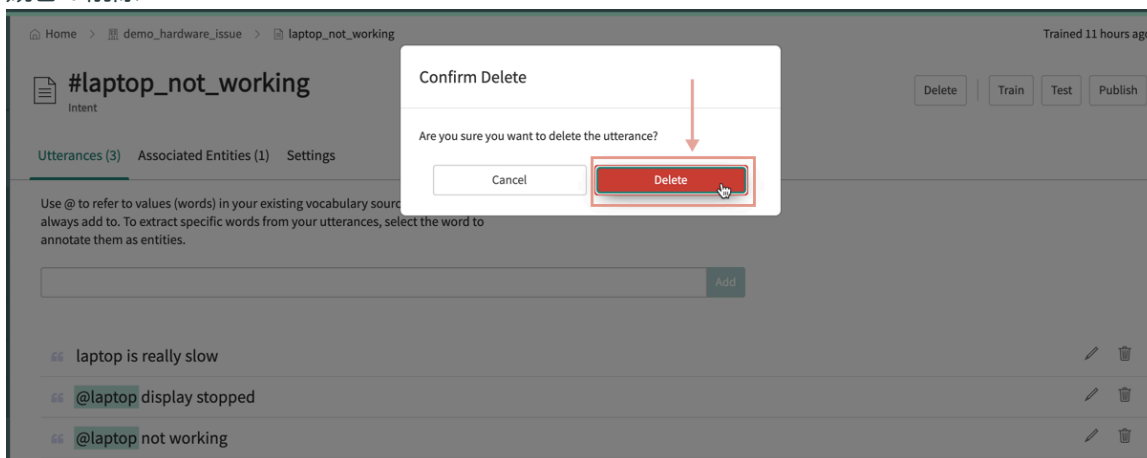 Home > demo_hardware_issue > laptop_not_working
Trained 11 hours ago
#laptop_not_working
Intent
Delete
Train
Test
Publish
Confirm Delete
Are you sure you want to delete the utterance?
Cancel
Delete
Utterances (3) Associated Entities (1) Settings
Use @ to refer to values (words) in your existing vocabulary
always add to. To extract specific words from your utterances, select the word to
annotate them as entities.
Add
laptop is really slow
@laptop display stopped
@laptop not working